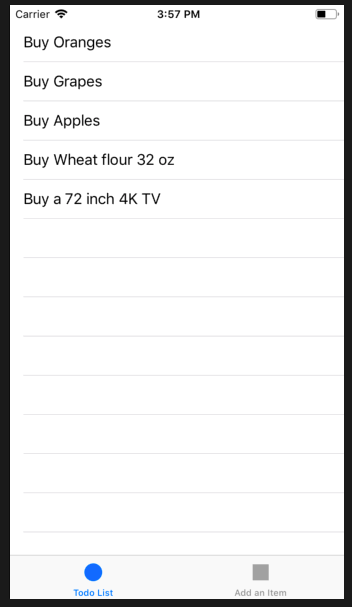 Carrier 3:57 PM
Buy Oranges
Buy Grapes
Buy Apples
Buy Wheat flour 32 oz
Buy a 72 inch 4K TV
Todo List Add an Item